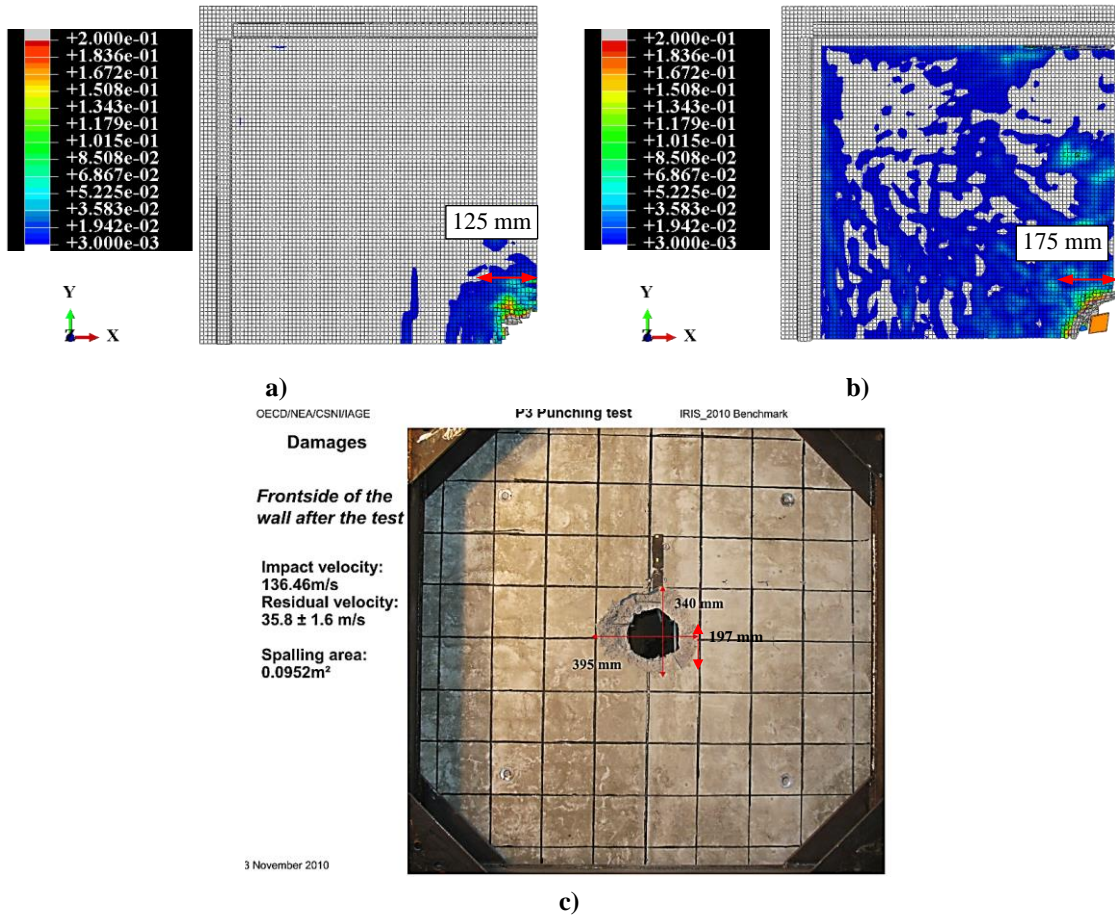 +2.000e-01
+1.836e-01
+1.672e-01
+1.508e-01
+1.343e-01
+1.179e-01
+1.015e-01
+8.508e-02
+6.867e-02
+5.225e-02
+3.583e-02
+1.942e-02
+3.000e-03
Y
Z X
125 mm
a)
+2.000e-01
+1.836e-01
+1.672e-01
+1.508e-01
+1.343e-01
+1.179e-01
+1.015e-01
+8.508e-02
+6.867e-02
+5.225e-02
+3.583e-02
+1.942e-02
+3.000e-03
Y
Z X
175 mm
b)
OECD/NEA/CSNI/IAGE P3 Punching test IRIS_2010 Benchmark
Damages
Frontside of the
wall after the test
Impact velocity:
136.46m/s
Residual velocity:
35.8 ± 1.6 m/s
Spalling area:
0.0952m²
340 mm
197 mm
395 mm
3 November 2010
c)